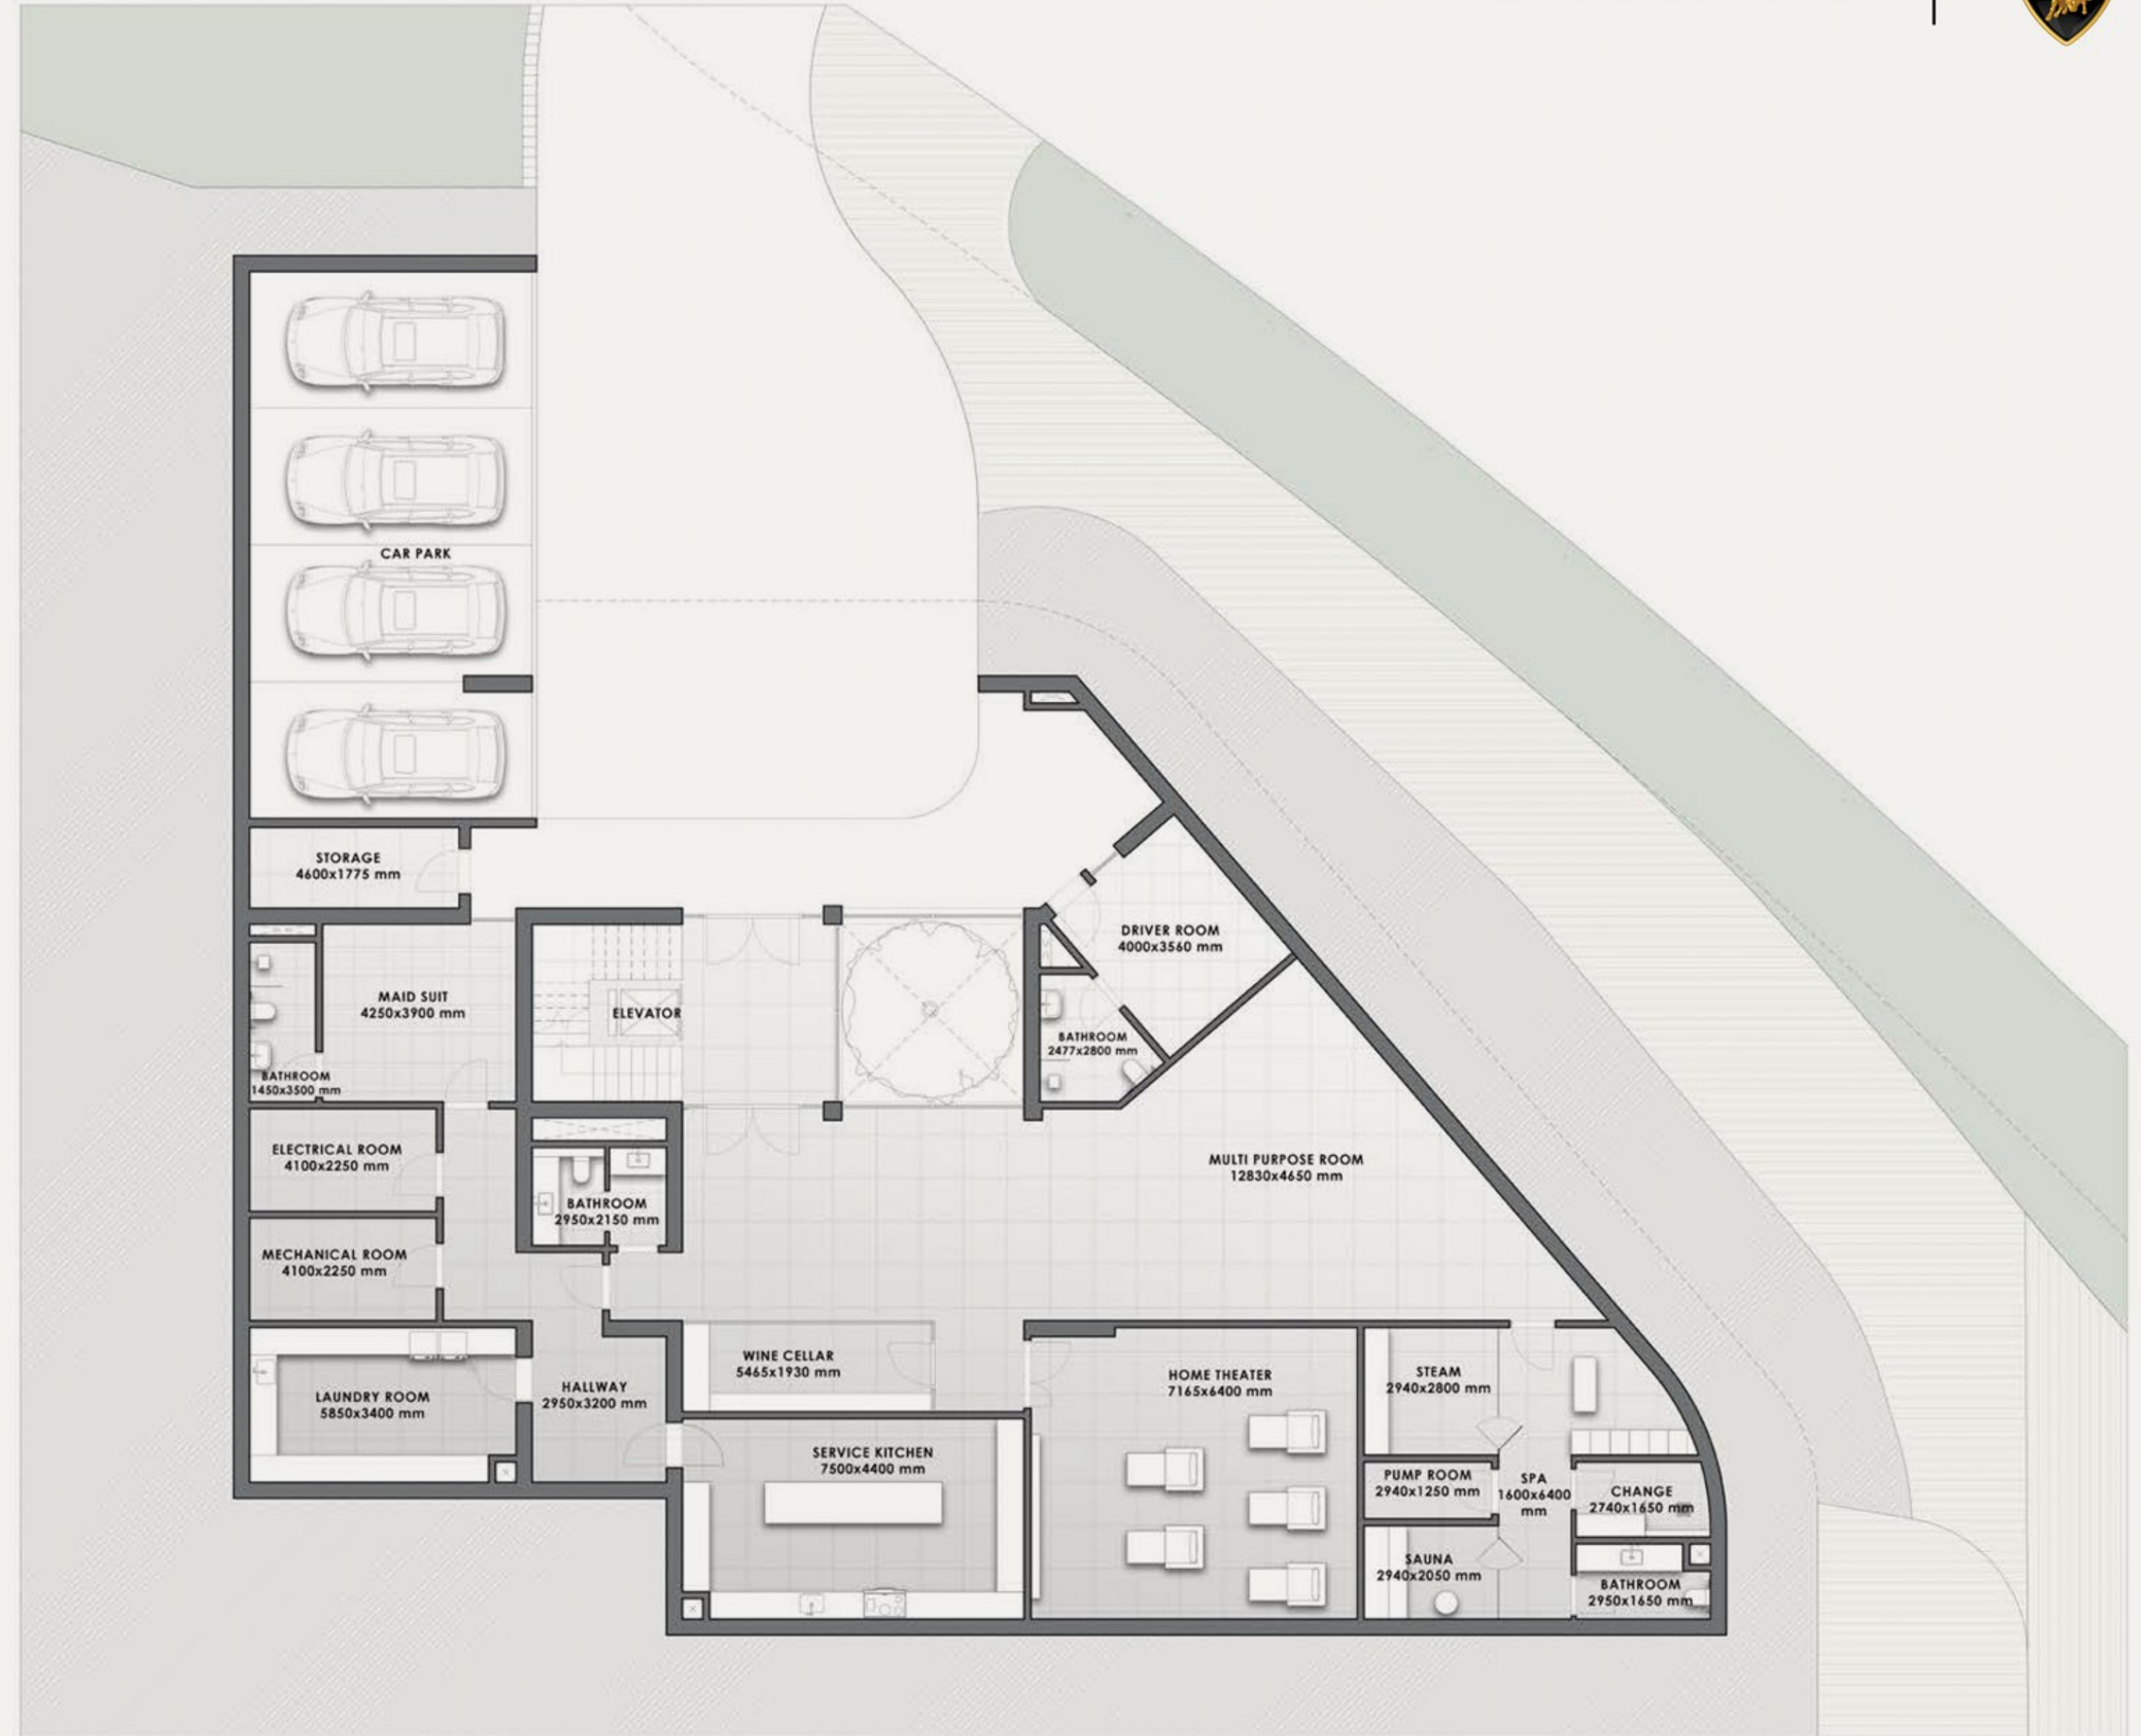 CAR PARK
STORAGE
4600x1775 mm
DRIVER ROOM
4000x3560 mm
MAID SUIT
4250x3900 mm
ELEVATOR
BATHROOM
2477x2800 mm
BATHROOM
1450x3500 mm
ELECTRICAL ROOM
4100x2250 mm
MULTI PURPOSE ROOM
12830x4650 mm
BATHROOM
2950x2150 mm
MECHANICAL ROOM
4100x2250 mm
WINE CELLAR
5465x1930 mm
HOME THEATER
7165x6400 mm
STEAM
2940x2800 mm
LAUNDRY ROOM
5850x3400 mm
HALLWAY
2950x3200 mm
SERVICE KITCHEN
7500x4400 mm
PUMP ROOM
2940x1250 mm
SPA
1600x6400
mm
CHANGE
2740x1650 mm
SAUNA
2940x2050 mm
BATHROOM
2950x1650 mm